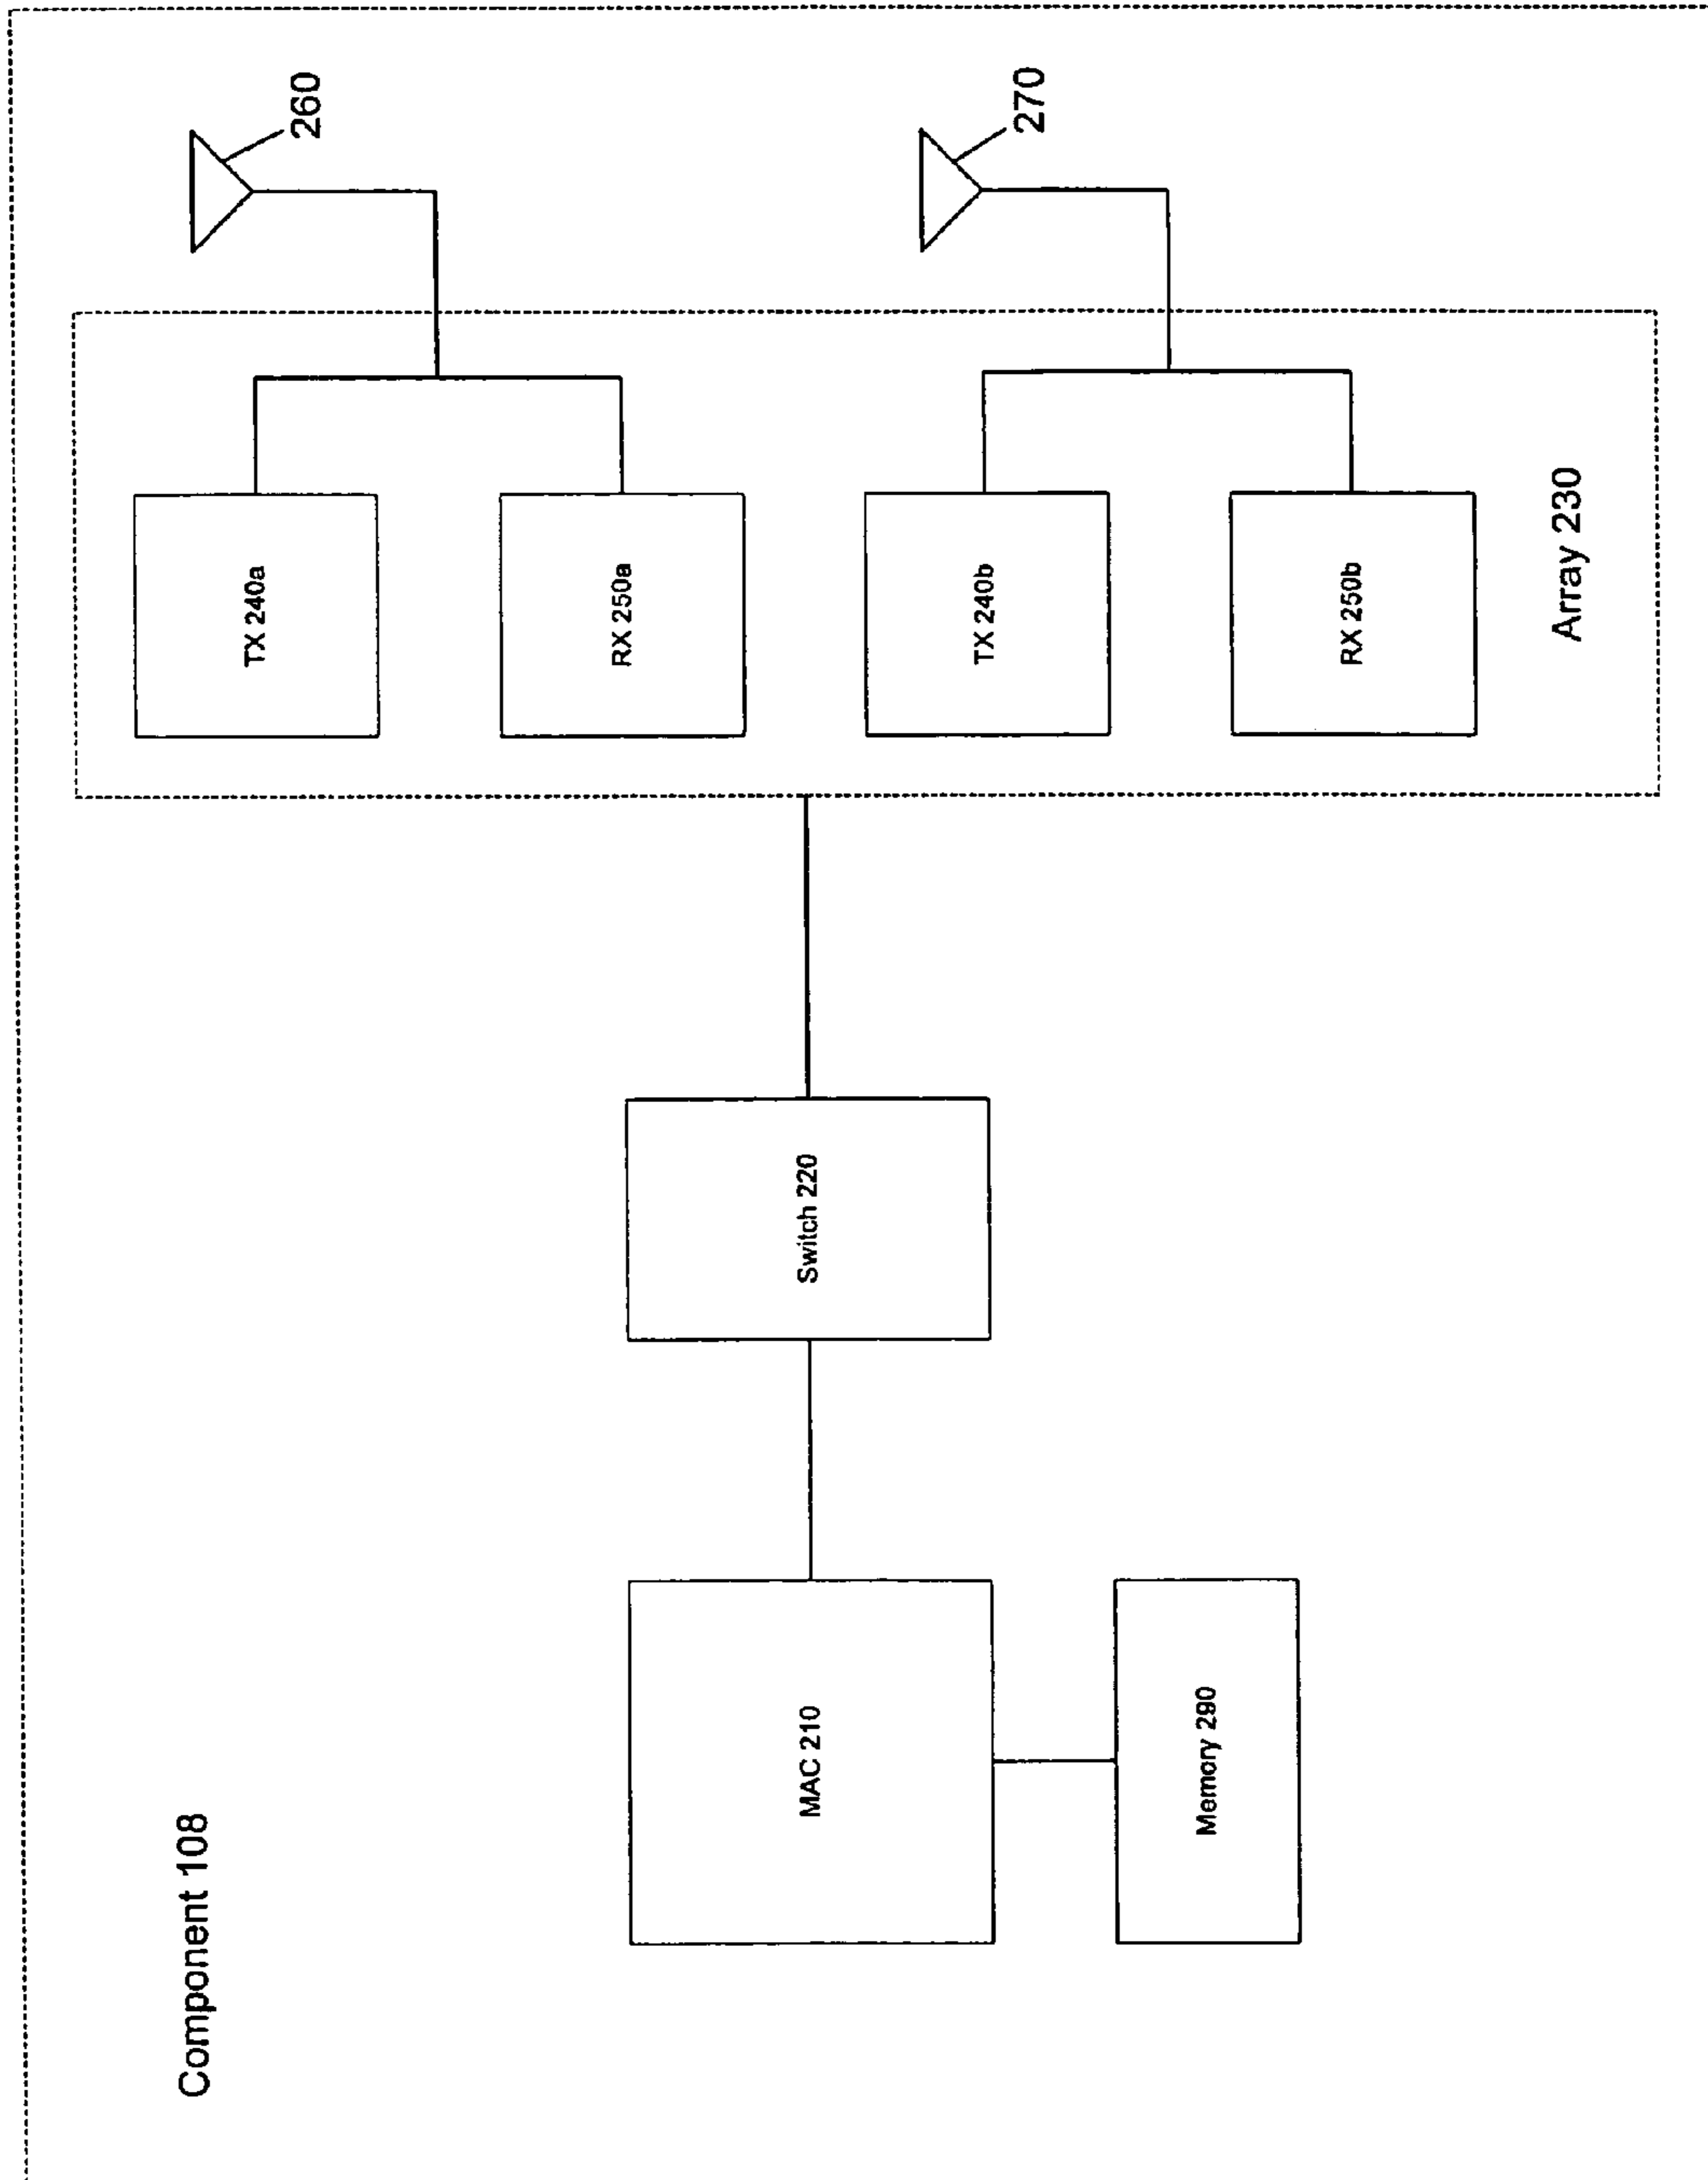 Component 108
MAC 210
Memory 290
Switch 220
TX 240a
RX 250a
TX 240b
RX 250b
Array 230
260
270